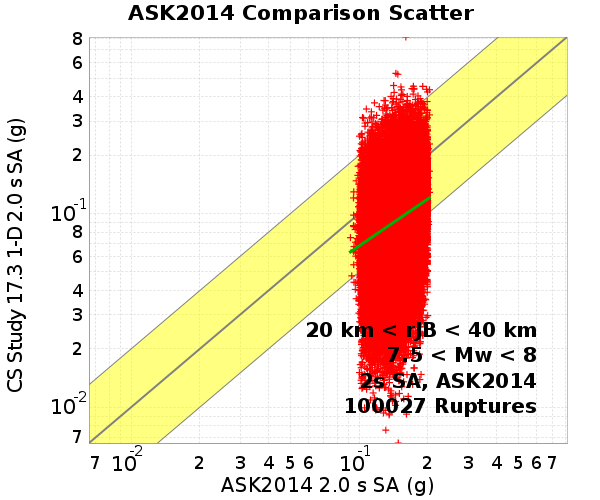 ASK2014 Comparison Scatter
CS Study 17.3 1-D 2.0 s SA (g)
8
6
4
3
2
10-1
8
6
4
3
2
10-2
7
20 km < rJB < 40 km
7.5 < Mw < 8
2s SA, ASK2014
100027 Ruptures
7 10-2 2 3 4 5 6 10-1 2 3 4 5 6 7
ASK2014 2.0 s SA (g)